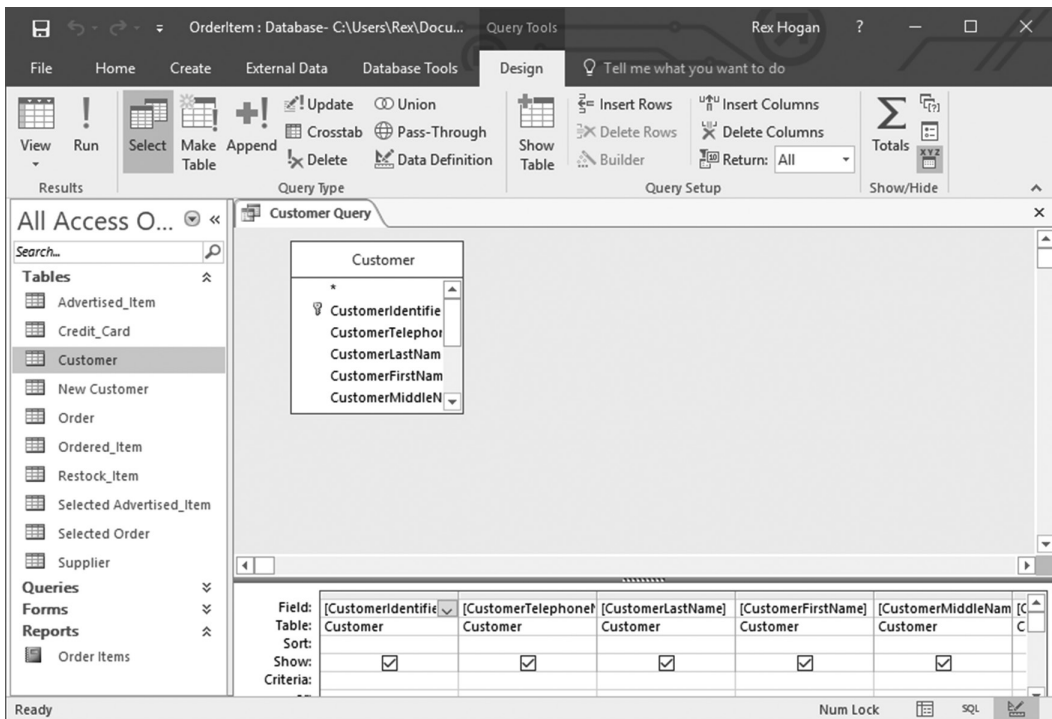 OrderItem : Database- C:\Users\Rex\Docu... Query Tools Rex Hogan ?
File Home Create External Data Database Tools Design Tell me what you want to do
View
Run
Select
Make Table
Append
Update
Crosstab
Delete
Union
Pass-Through
Data Definition
Show Table
Insert Rows
Delete Rows
Builder
Insert Columns
Delete Columns
Return: All
Totals
XYZ
Results Query Type Query Setup Show/Hide
All Access O...
Search...
Tables
Advertised_Item
Credit_Card
Customer
New Customer
Order
Ordered_Item
Restock_Item
Selected Advertised_Item
Selected Order
Supplier
Queries
Forms
Reports
Order Items
Customer Query
Customer
*
CustomerIdentifie
CustomerTelephor
CustomerLastNam
CustomerFirstNam
CustomerMiddleN
Field: [CustomerIdentifie [CustomerTelephoneN [CustomerLastName] [CustomerFirstName] [CustomerMiddleNam [C
Table: Customer Customer Customer Customer Customer C
Sort:
Show:
Criteria:
Ready Num Lock SQL